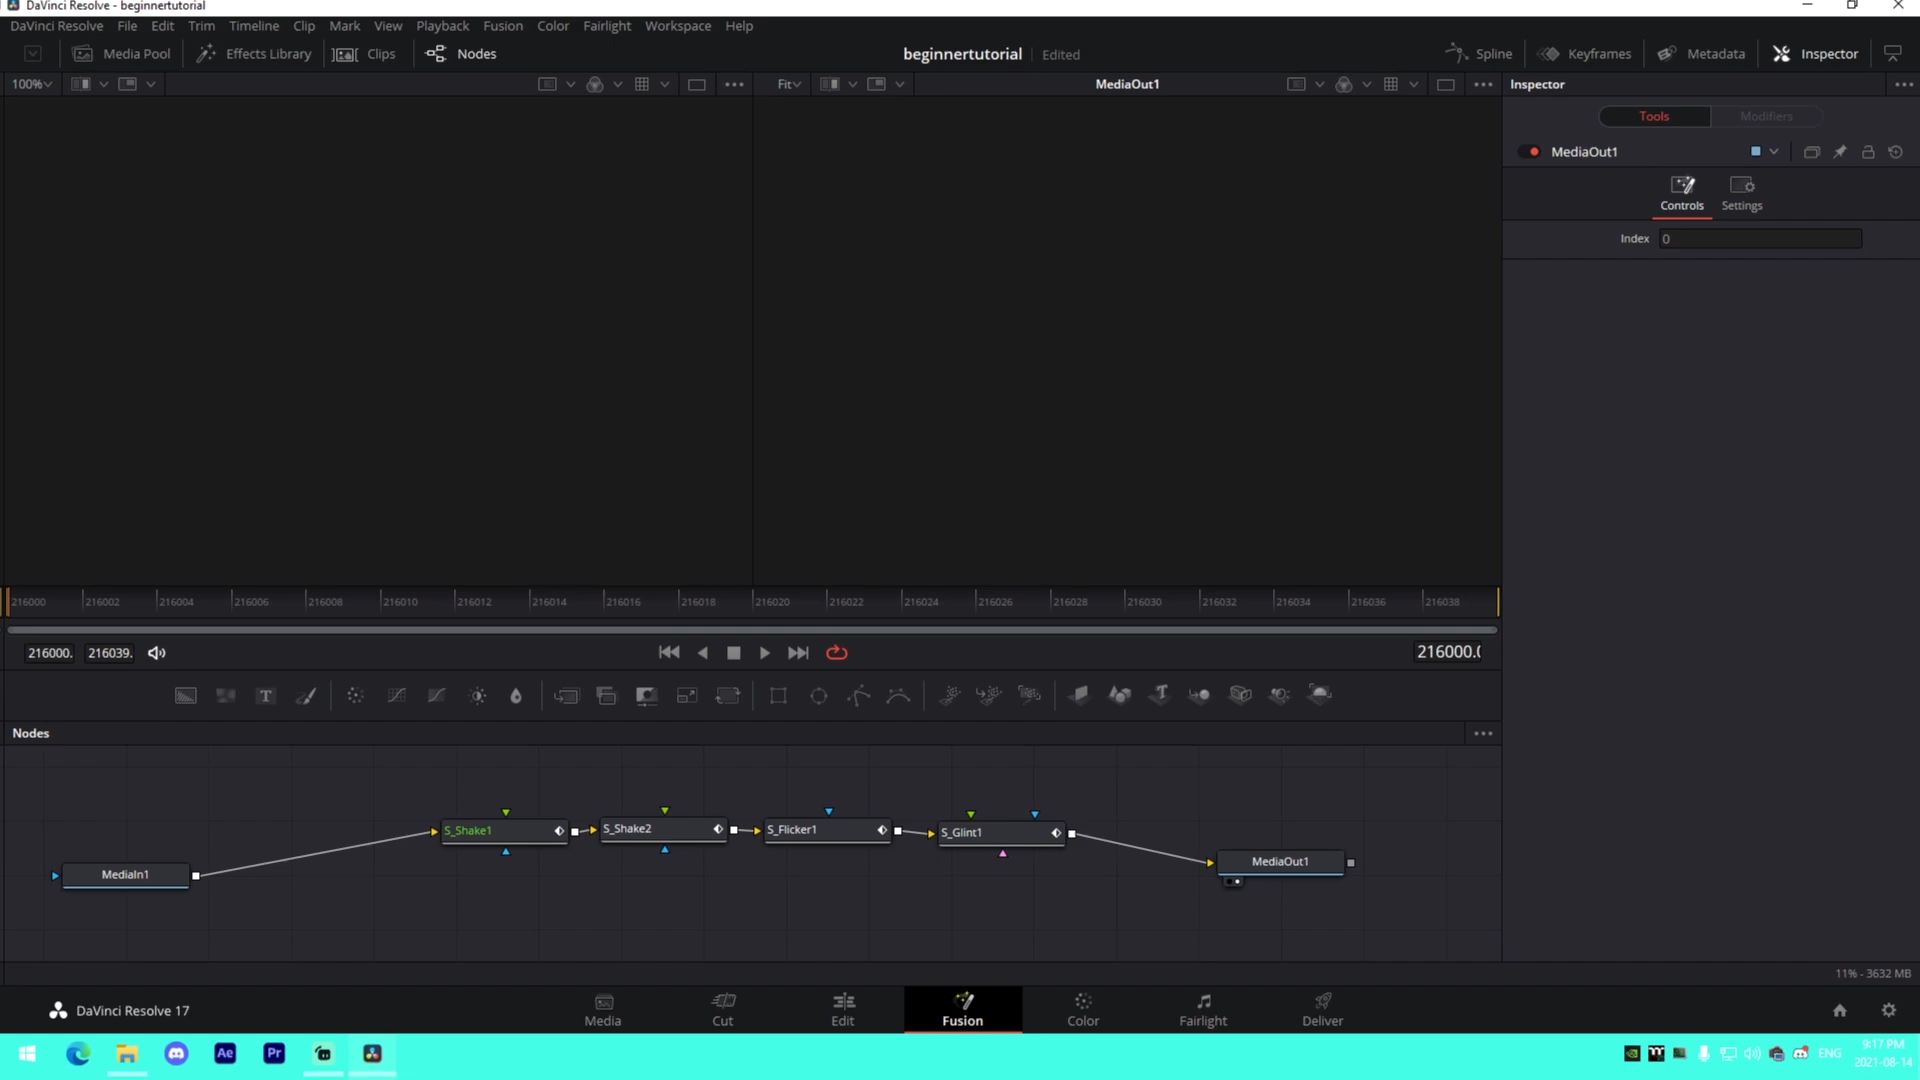 DaVinci Resolve - beginnertutorial
DaVinci Resolve File Edit Trim Timeline Clip Mark View Playback Fusion Color Fairlight Workspace Help
Media Pool Effects Library Clips Nodes beginnertutorial Edited Spline Keyframes Metadata Inspector
100% Fit MediaOut1 Inspector
Tools Modifiers
MediaOut1
Controls Settings
Index 0
216000 216002 216004 216006 216008 216010 216012 216014 216016 216018 216020 216022 216024 216026 216028 216030 216032 216034 216036 216038
216000. 216039. 216000.0
Nodes
S_Shake1 S_Shake2 S_Flicker1 S_Glint1
MediaIn1 MediaOut1
11% - 3632 MB
DaVinci Resolve 17 Media Cut Edit Fusion Color Fairlight Deliver
Ae Pr ENG 9:17 PM
2021-08-14